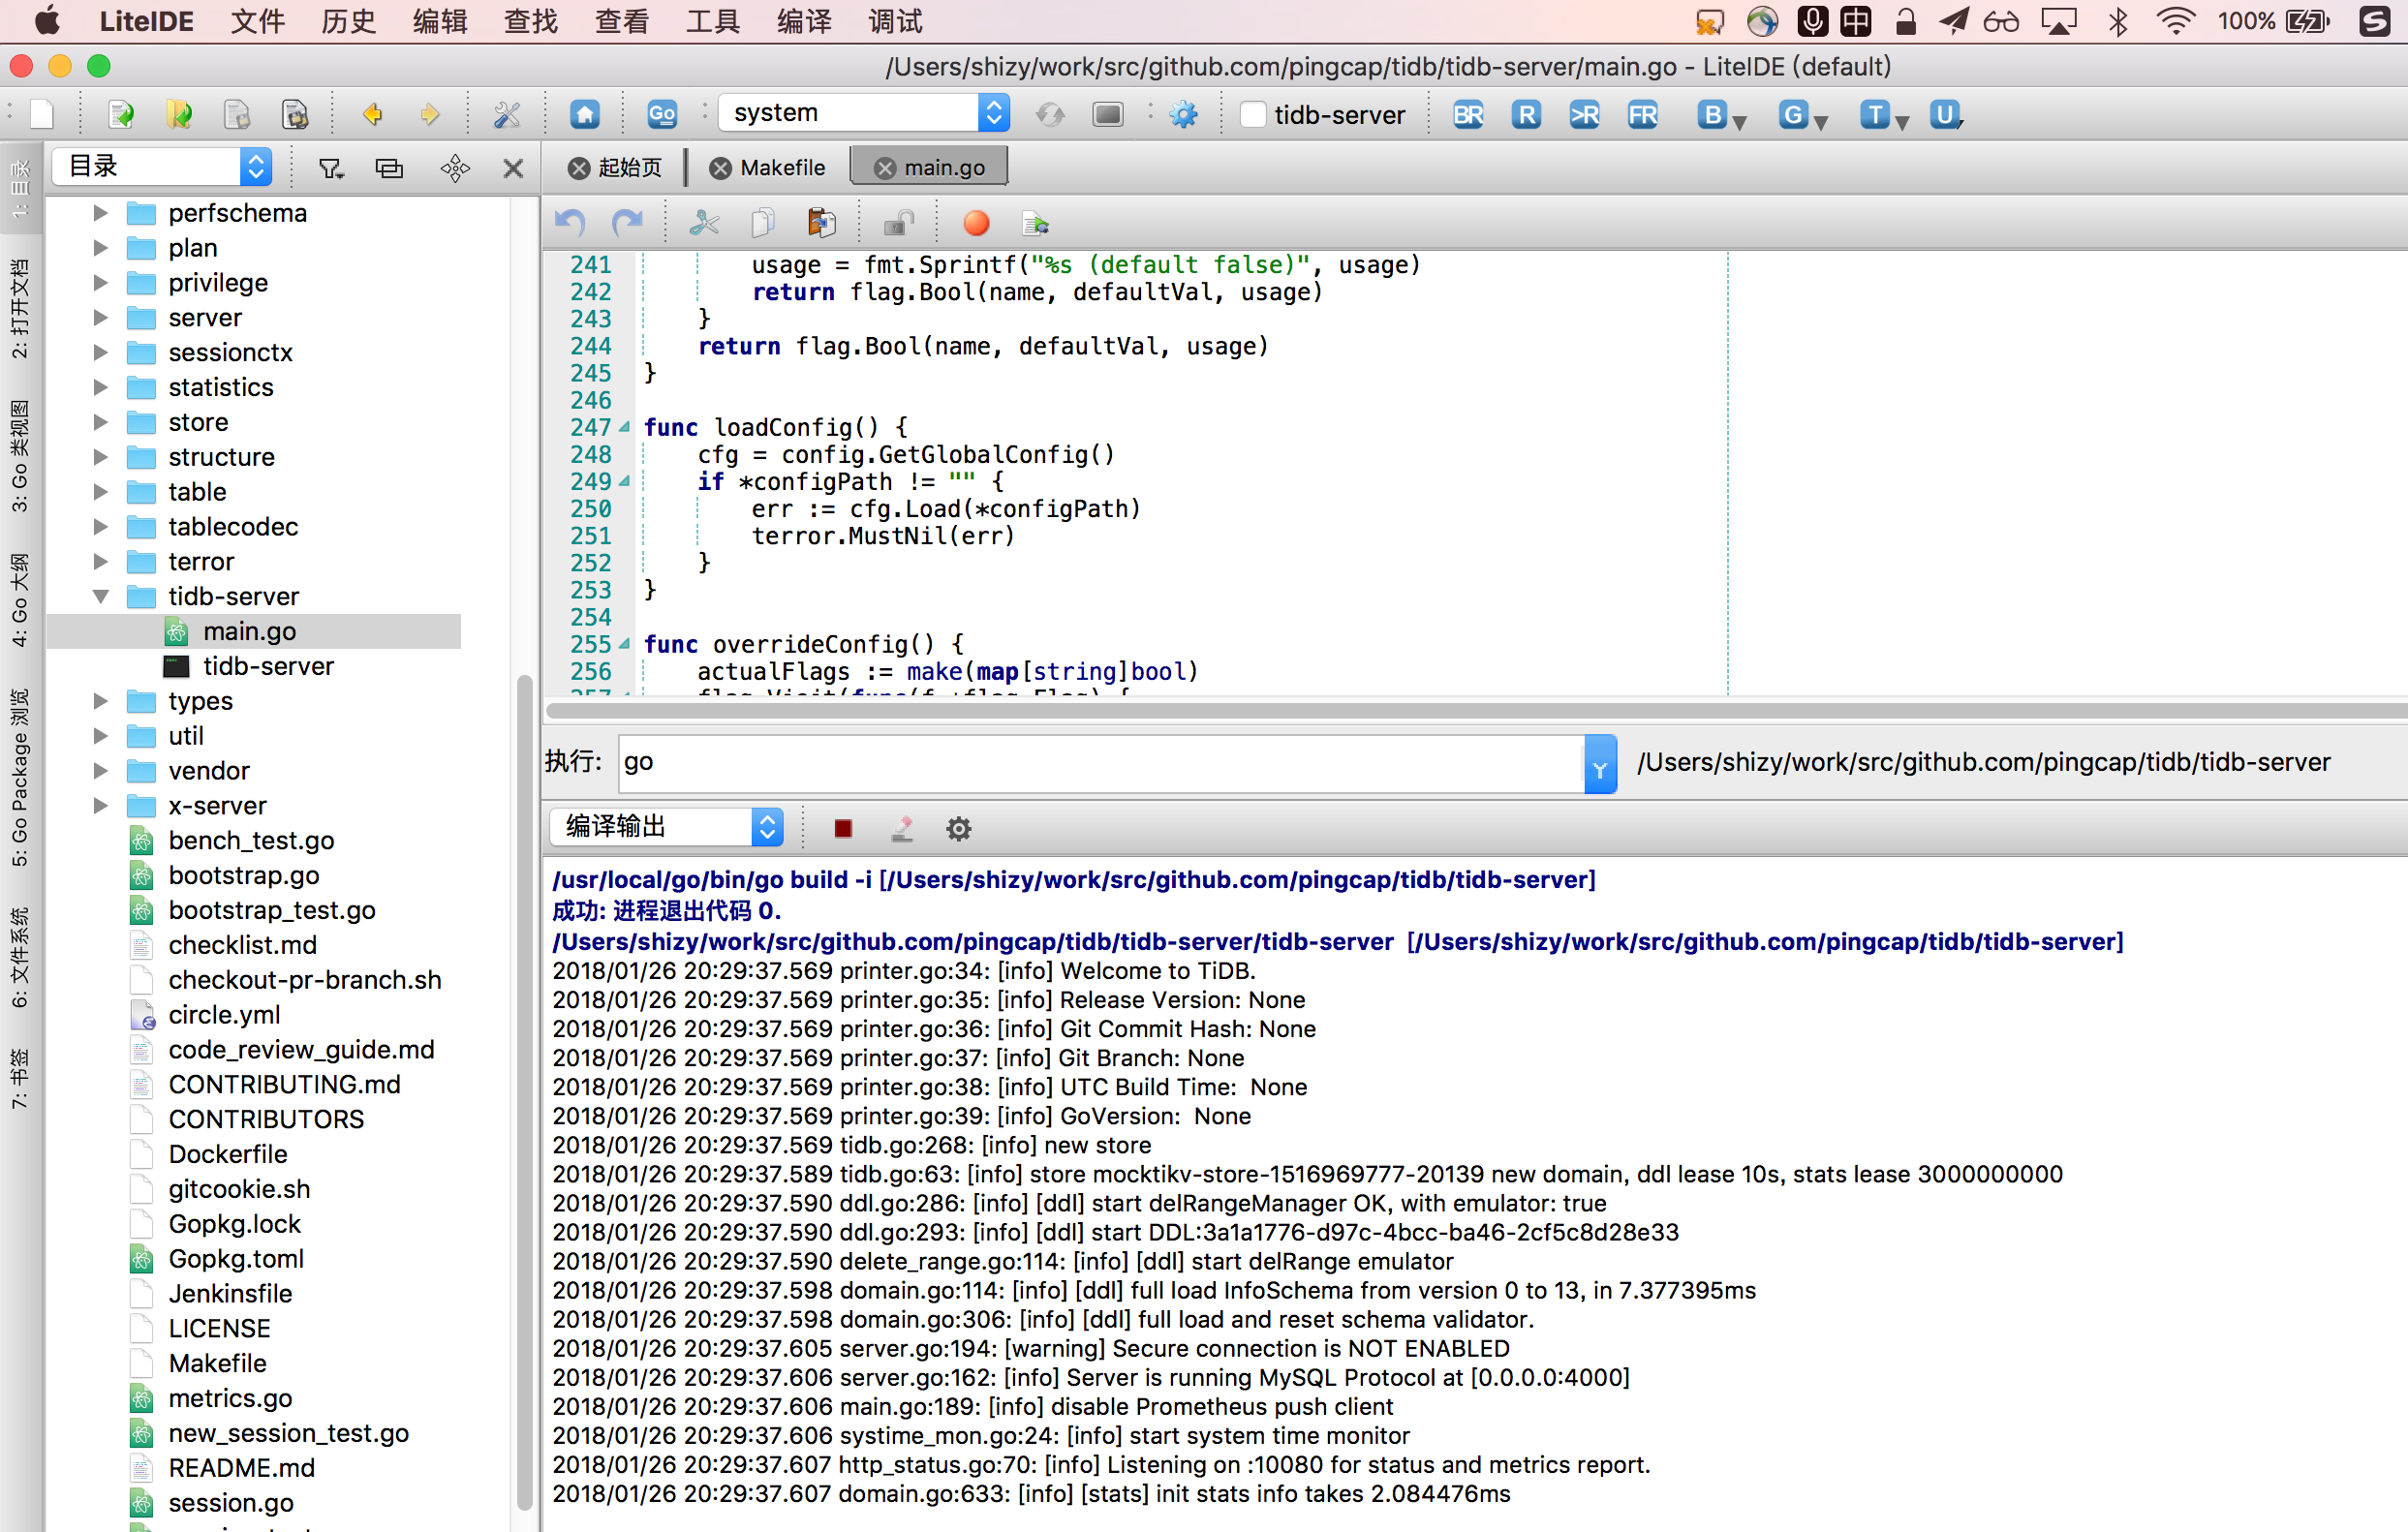 LiteIDE 文件 历史 编辑 查找 查看 工具 编译 调试 中 100%
/Users/shizy/work/src/github.com/pingcap/tidb/tidb-server/main.go - LiteIDE (default)
Go system tidb-server BR R >R FR B G T U
目录
起始页 Makefile main.go
1: 目录
2: 打开文档
3: Go 类视图
4: Go 大纲
5: Go Package 浏览
6: 文件系统
7: 书签
perfschema
plan
privilege
server
sessionctx
statistics
store
structure
table
tablecodec
terror
tidb-server
main.go
tidb-server
types
util
vendor
x-server
bench_test.go
bootstrap.go
bootstrap_test.go
checklist.md
checkout-pr-branch.sh
circle.yml
code_review_guide.md
CONTRIBUTING.md
CONTRIBUTORS
Dockerfile
gitcookie.sh
Gopkg.lock
Gopkg.toml
Jenkinsfile
LICENSE
Makefile
metrics.go
new_session_test.go
README.md
session.go
241 usage = fmt.Sprintf("%s (default false)", usage)
242 return flag.Bool(name, defaultVal, usage)
243 }
244 return flag.Bool(name, defaultVal, usage)
245 }
246
247 func loadConfig() {
248 cfg = config.GetGlobalConfig()
249 if *configPath != "" {
250 err := cfg.Load(*configPath)
251 terror.MustNil(err)
252 }
253 }
254
255 func overrideConfig() {
256 actualFlags := make(map[string]bool)
257 flag.Visit(func(f *flag.Flag) {
执行: go /Users/shizy/work/src/github.com/pingcap/tidb/tidb-server
编译输出
/usr/local/go/bin/go build -i [/Users/shizy/work/src/github.com/pingcap/tidb/tidb-server]
成功: 进程退出代码 0.
/Users/shizy/work/src/github.com/pingcap/tidb/tidb-server/tidb-server [/Users/shizy/work/src/github.com/pingcap/tidb/tidb-server]
2018/01/26 20:29:37.569 printer.go:34: [info] Welcome to TiDB.
2018/01/26 20:29:37.569 printer.go:35: [info] Release Version: None
2018/01/26 20:29:37.569 printer.go:36: [info] Git Commit Hash: None
2018/01/26 20:29:37.569 printer.go:37: [info] Git Branch: None
2018/01/26 20:29:37.569 printer.go:38: [info] UTC Build Time:  None
2018/01/26 20:29:37.569 printer.go:39: [info] GoVersion:  None
2018/01/26 20:29:37.569 tidb.go:268: [info] new store
2018/01/26 20:29:37.589 tidb.go:63: [info] store mocktikv-store-1516969777-20139 new domain, ddl lease 10s, stats lease 3000000000
2018/01/26 20:29:37.590 ddl.go:286: [info] [ddl] start delRangeManager OK, with emulator: true
2018/01/26 20:29:37.590 ddl.go:293: [info] [ddl] start DDL:3a1a1776-d97c-4bcc-ba46-2cf5c8d28e33
2018/01/26 20:29:37.590 delete_range.go:114: [info] [ddl] start delRange emulator
2018/01/26 20:29:37.598 domain.go:114: [info] [ddl] full load InfoSchema from version 0 to 13, in 7.377395ms
2018/01/26 20:29:37.598 domain.go:306: [info] [ddl] full load and reset schema validator.
2018/01/26 20:29:37.605 server.go:194: [warning] Secure connection is NOT ENABLED
2018/01/26 20:29:37.606 server.go:162: [info] Server is running MySQL Protocol at [0.0.0.0:4000]
2018/01/26 20:29:37.606 main.go:189: [info] disable Prometheus push client
2018/01/26 20:29:37.606 systime_mon.go:24: [info] start system time monitor
2018/01/26 20:29:37.607 http_status.go:70: [info] Listening on :10080 for status and metrics report.
2018/01/26 20:29:37.607 domain.go:633: [info] [stats] init stats info takes 2.084476ms